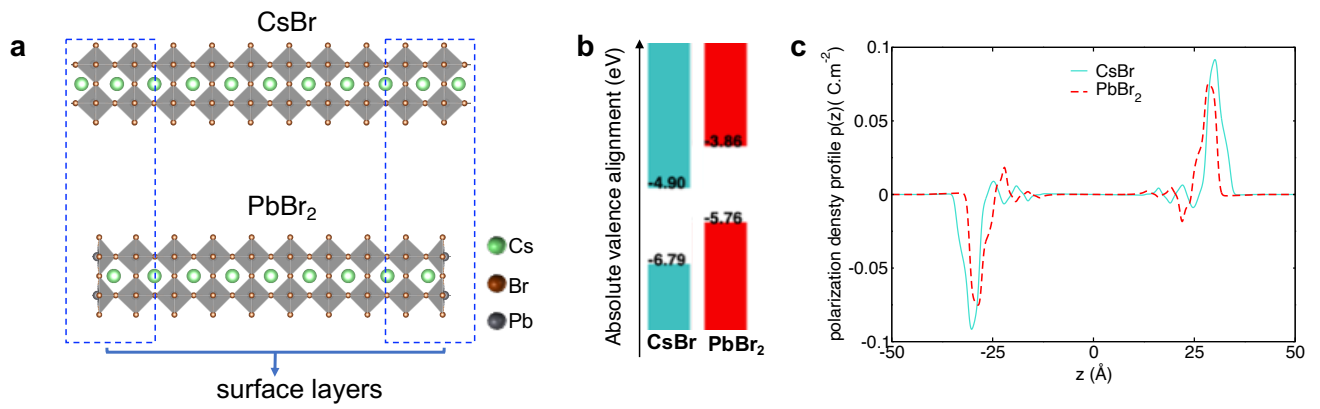 a
CsBr
PbBr₂
Cs
Br
Pb
surface layers
b
Absolute valence alignment (eV)
-3.86
-4.90
-5.76
-6.79
CsBr
PbBr₂
c
polarization densty profile p(z)( C.m⁻²)
0.1
0.05
0
-0.05
-0.1
CsBr
PbBr₂
-50
-25
0
25
50
z (Å)